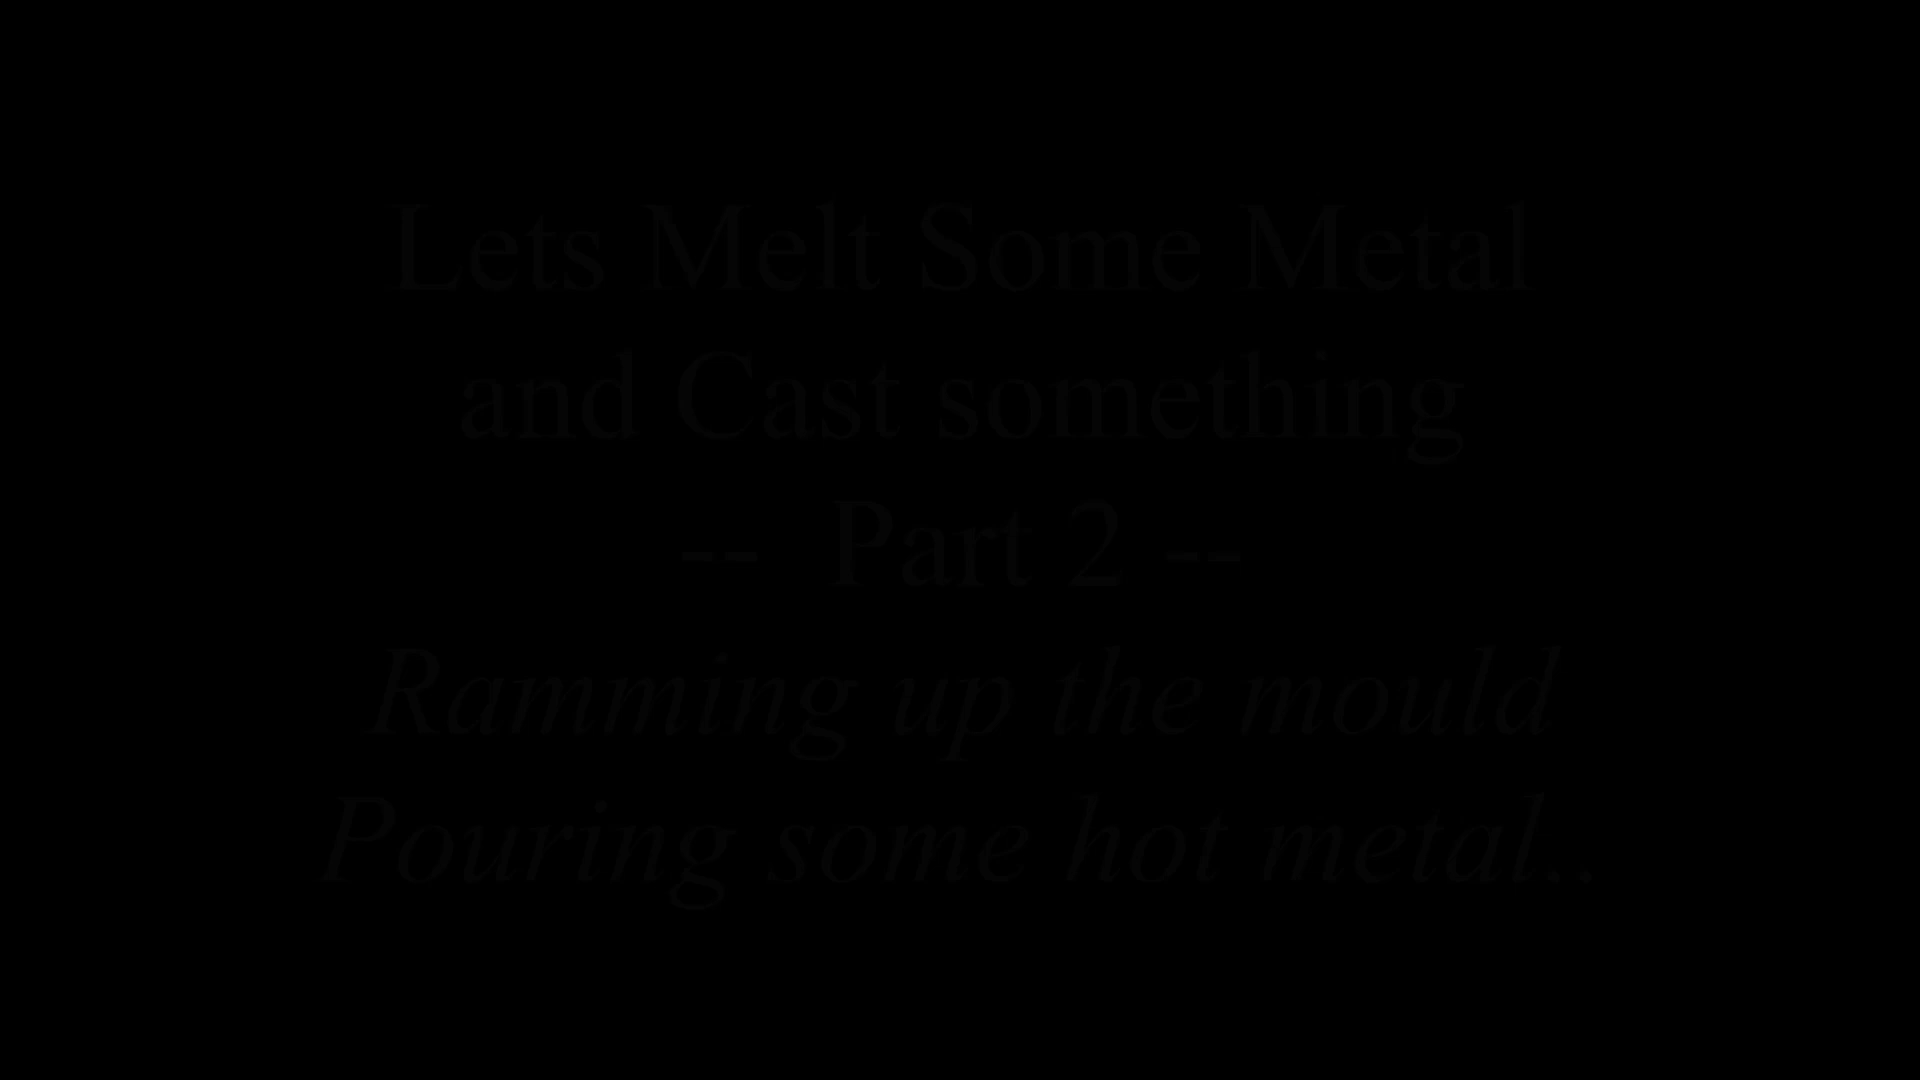 Lets Melt Some Metal
and Cast something
-- Part 2 --
Ramming up the mould
Pouring some hot metal..